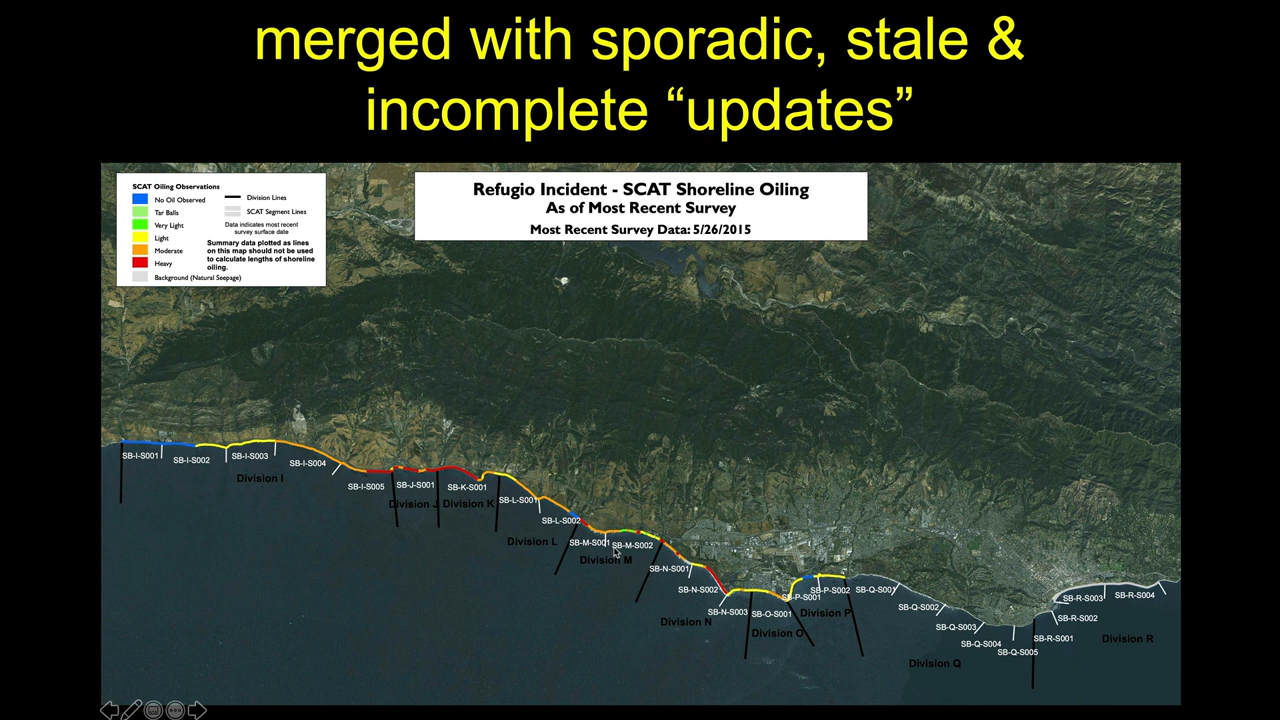 merged with sporadic, stale &
incomplete “updates”
SCAT Oiling Observations
No Oil Observed
Tar Balls
Very Light
Light
Moderate
Heavy
Background (Natural Seepage)
Division Lines
SCAT Segment Lines
Data indicates most recent
survey surface date
Summary data plotted as lines
on this map should not be used
to calculate lengths of shoreline
oiling.
Refugio Incident - SCAT Shoreline Oiling
As of Most Recent Survey
Most Recent Survey Data: 5/26/2015
SB-I-S001
SB-I-S002
SB-I-S003
SB-I-S004
Division I
SB-I-S005
SB-J-S001
SB-K-S001
Division J
Division K
SB-L-S001
SB-L-S002
Division L
SB-M-S001
SB-M-S002
Division M
SB-N-S001
SB-N-S002
SB-N-S003
Division N
SB-O-S001
Division O
SB-P-S001
SB-P-S002
Division P
SB-Q-S001
SB-Q-S002
SB-Q-S003
SB-Q-S004
SB-Q-S005
Division Q
SB-R-S001
SB-R-S002
SB-R-S003
SB-R-S004
Division R